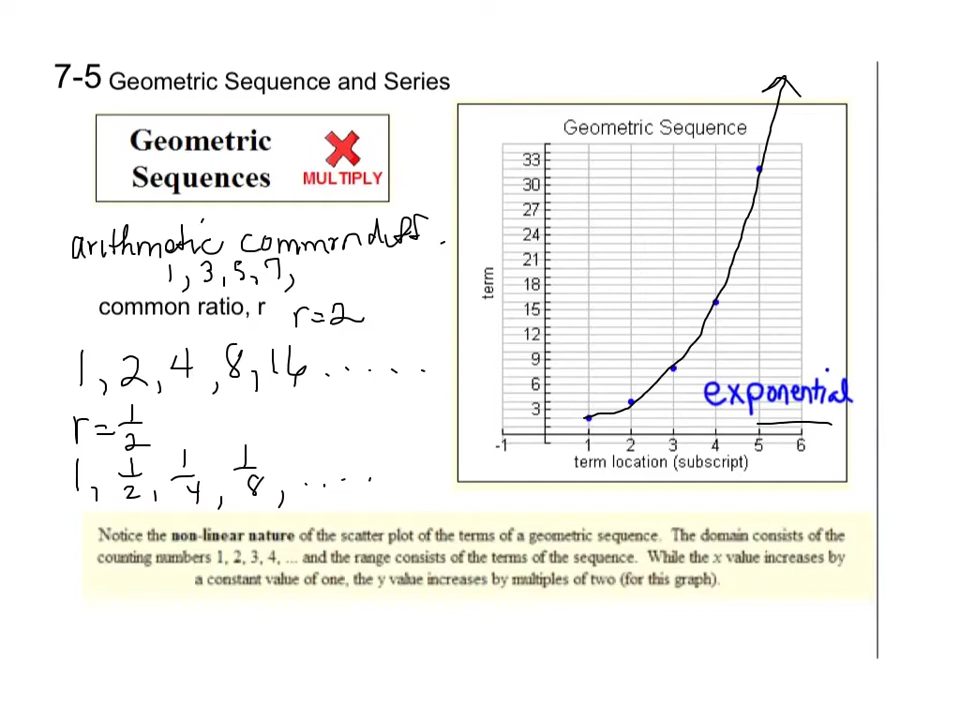 7-5 Geometric Sequence and Series
Geometric
Sequences
MULTIPLY
arithmetic common diff.
1, 3, 5, 7,
common ratio, r r=2
1, 2, 4, 8, 16 ......
r = 1/2
1, 1/2, 1/4, 1/8, ....
Geometric Sequence
33
30
27
24
21
18
15
12
9
6
3
term
exponential
-1 1 2 3 4 5 6
term location (subscript)
Notice the non-linear nature of the scatter plot of the terms of a geometric sequence. The domain consists of the
counting numbers 1, 2, 3, 4, ... and the range consists of the terms of the sequence. While the x value increases by
a constant value of one, the y value increases by multiples of two (for this graph).